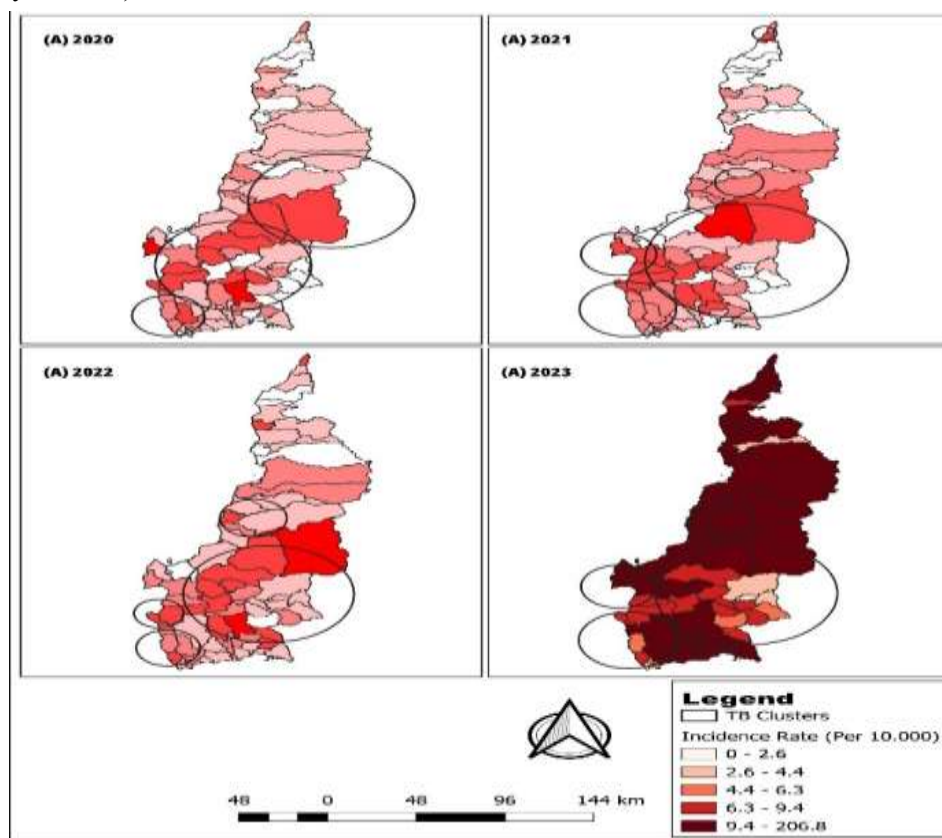 (A) 2020
(A) 2021
(A) 2022
(A) 2023
Legend
TB Clusters
Incidence Rate (Per 10.000)
0 - 2.6
2.6 - 4.4
4.4 - 6.3
6.3 - 9.4
9.4 - 206.8
48 0 48 96 144 km